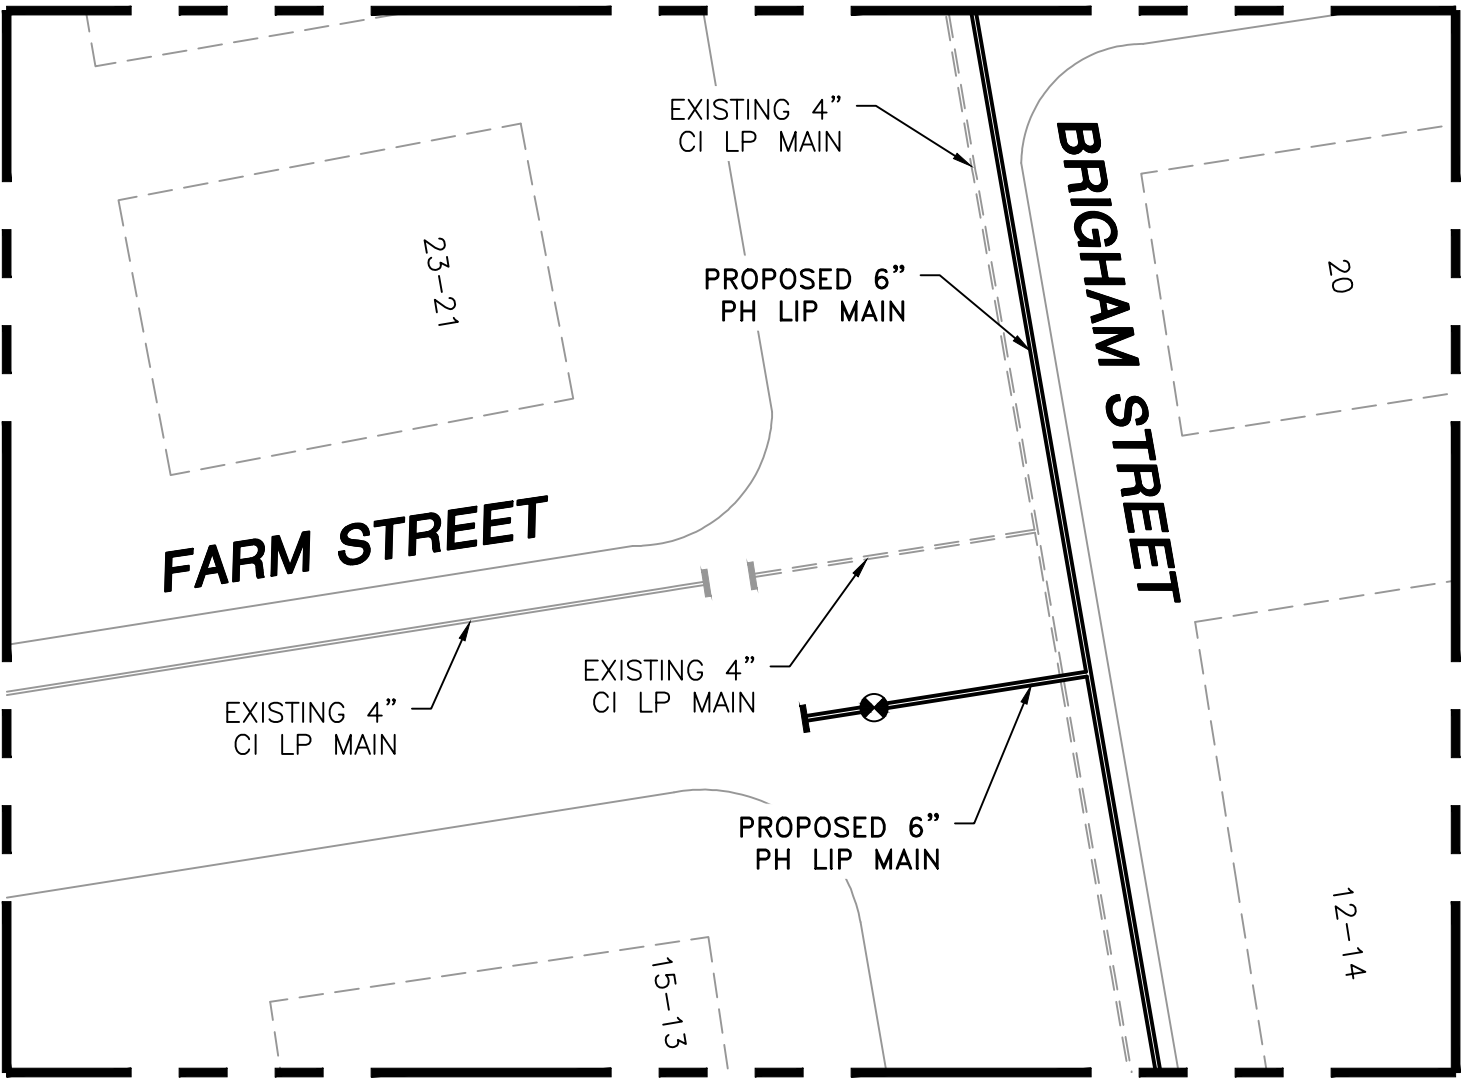 EXISTING 4”
CI LP MAIN
BRIGHAM STREET
23–21
20
PROPOSED 6”
PH LIP MAIN
FARM STREET
EXISTING 4”
CI LP MAIN
EXISTING 4”
CI LP MAIN
PROPOSED 6”
PH LIP MAIN
12–14
15–13